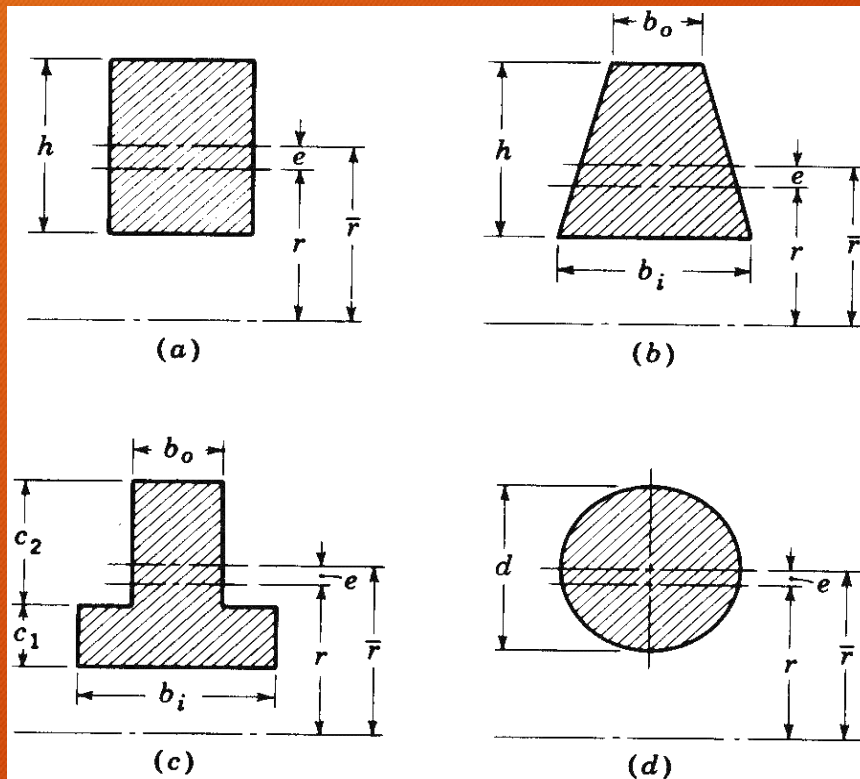 h
e
r
r̄
(a)
b_o
h
e
r
r̄
b_i
(b)
b_o
c_2
c_1
e
r
r̄
b_i
(c)
d
e
r
r̄
(d)